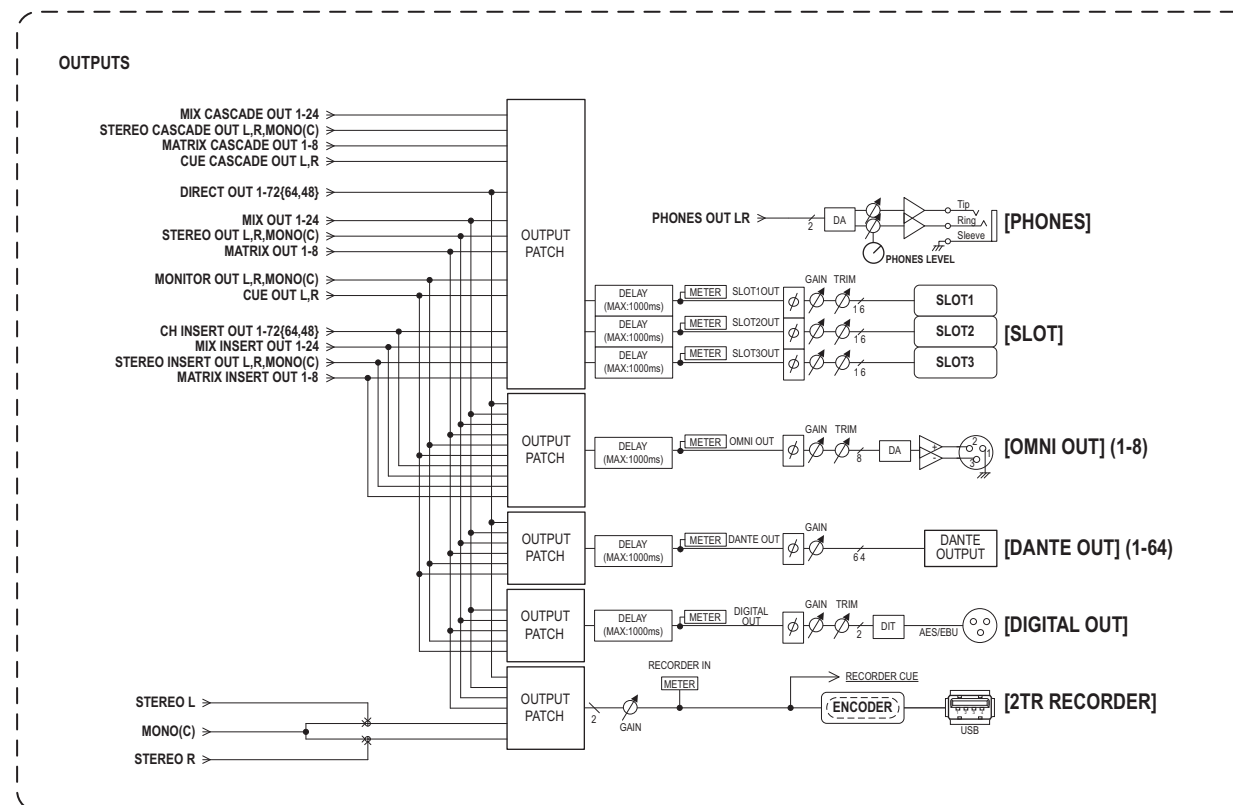 OUTPUTS
MIX CASCADE OUT 1-24
STEREO CASCADE OUT L,R,MONO(C)
MATRIX CASCADE OUT 1-8
CUE CASCADE OUT L,R
DIRECT OUT 1-72{64,48}
MIX OUT 1-24
STEREO OUT L,R,MONO(C)
MATRIX OUT 1-8
MONITOR OUT L,R,MONO(C)
CUE OUT L,R
CH INSERT OUT 1-72{64,48}
MIX INSERT OUT 1-24
STEREO INSERT OUT L,R,MONO(C)
MATRIX INSERT OUT 1-8
OUTPUT
PATCH
PHONES OUT LR
2
DA
PHONES LEVEL
Tip
Ring
Sleeve
[PHONES]
GAIN TRIM
DELAY
(MAX:1000ms)
METER SLOT1OUT
ϕ
16
SLOT1
DELAY
(MAX:1000ms)
METER SLOT2OUT
ϕ
16
SLOT2
[SLOT]
DELAY
(MAX:1000ms)
METER SLOT3OUT
ϕ
16
SLOT3
OUTPUT
PATCH
DELAY
(MAX:1000ms)
METER OMNI OUT
ϕ
GAIN TRIM
8
DA
+
-
2
1
3
[OMNI OUT] (1-8)
OUTPUT
PATCH
DELAY
(MAX:1000ms)
METER DANTE OUT
ϕ
GAIN
64
DANTE
OUTPUT
[DANTE OUT] (1-64)
OUTPUT
PATCH
DELAY
(MAX:1000ms)
METER DIGITAL
OUT
ϕ
GAIN TRIM
2
DIT
AES/EBU
[DIGITAL OUT]
STEREO L
MONO(C)
STEREO R
OUTPUT
PATCH
2
GAIN
RECORDER IN
METER
RECORDER CUE
ENCODER
USB
[2TR RECORDER]